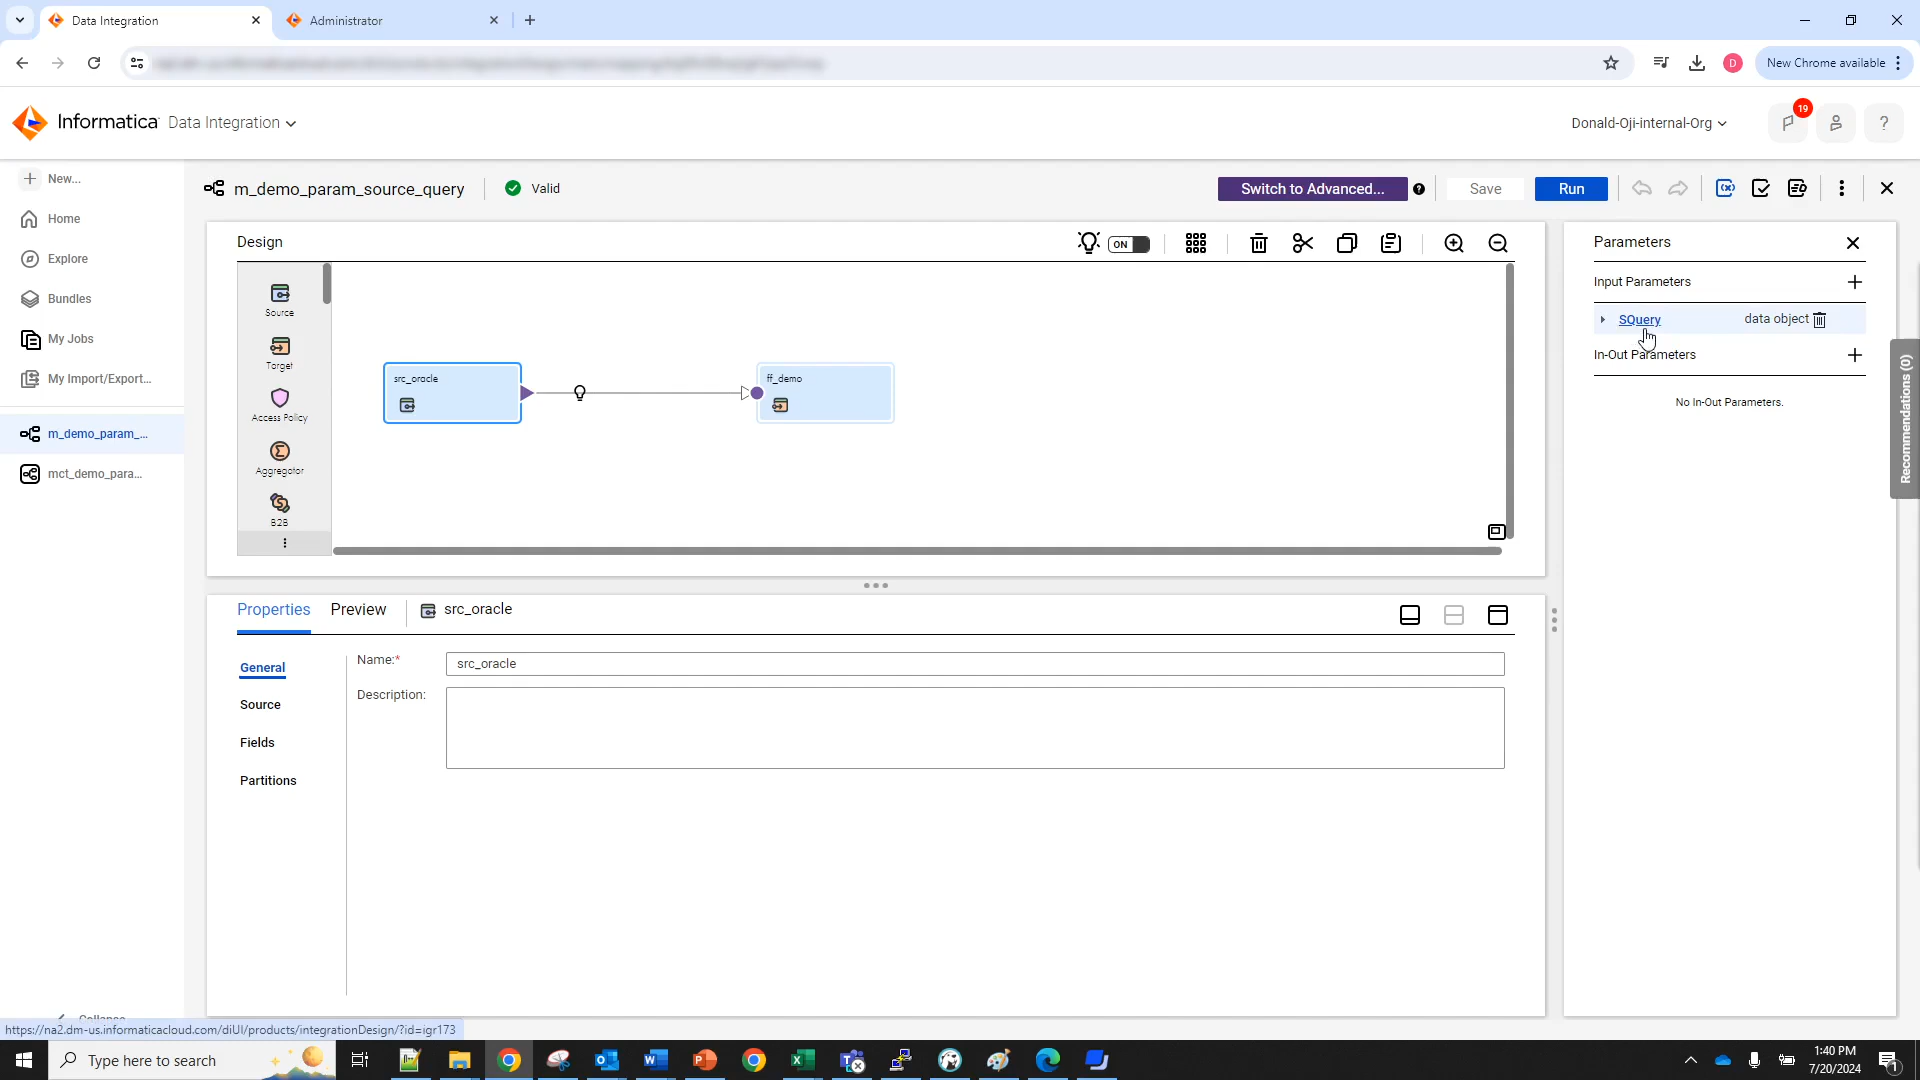 Data Integration
Administrator
New Chrome available
Informatica Data Integration
Donald-Oji-internal-Org
19
?
New...
Home
Explore
Bundles
My Jobs
My Import/Export...
m_demo_param_...
mct_demo_para...
m_demo_param_source_query
Valid
Switch to Advanced...
?
Save
Run
Design
ON
Source
Target
Access Policy
Aggregator
B2B
src_oracle
ff_demo
Parameters
Input Parameters
SQuery
data object
In-Out Parameters
No In-Out Parameters.
Recommendations (0)
Properties
Preview
src_oracle
General
Source
Fields
Partitions
Name:*
src_oracle
Description:
Collapse
https://na2.dm-us.informaticacloud.com/diUI/products/integrationDesign/?id=igr173
Type here to search
1:40 PM
7/20/2024
1